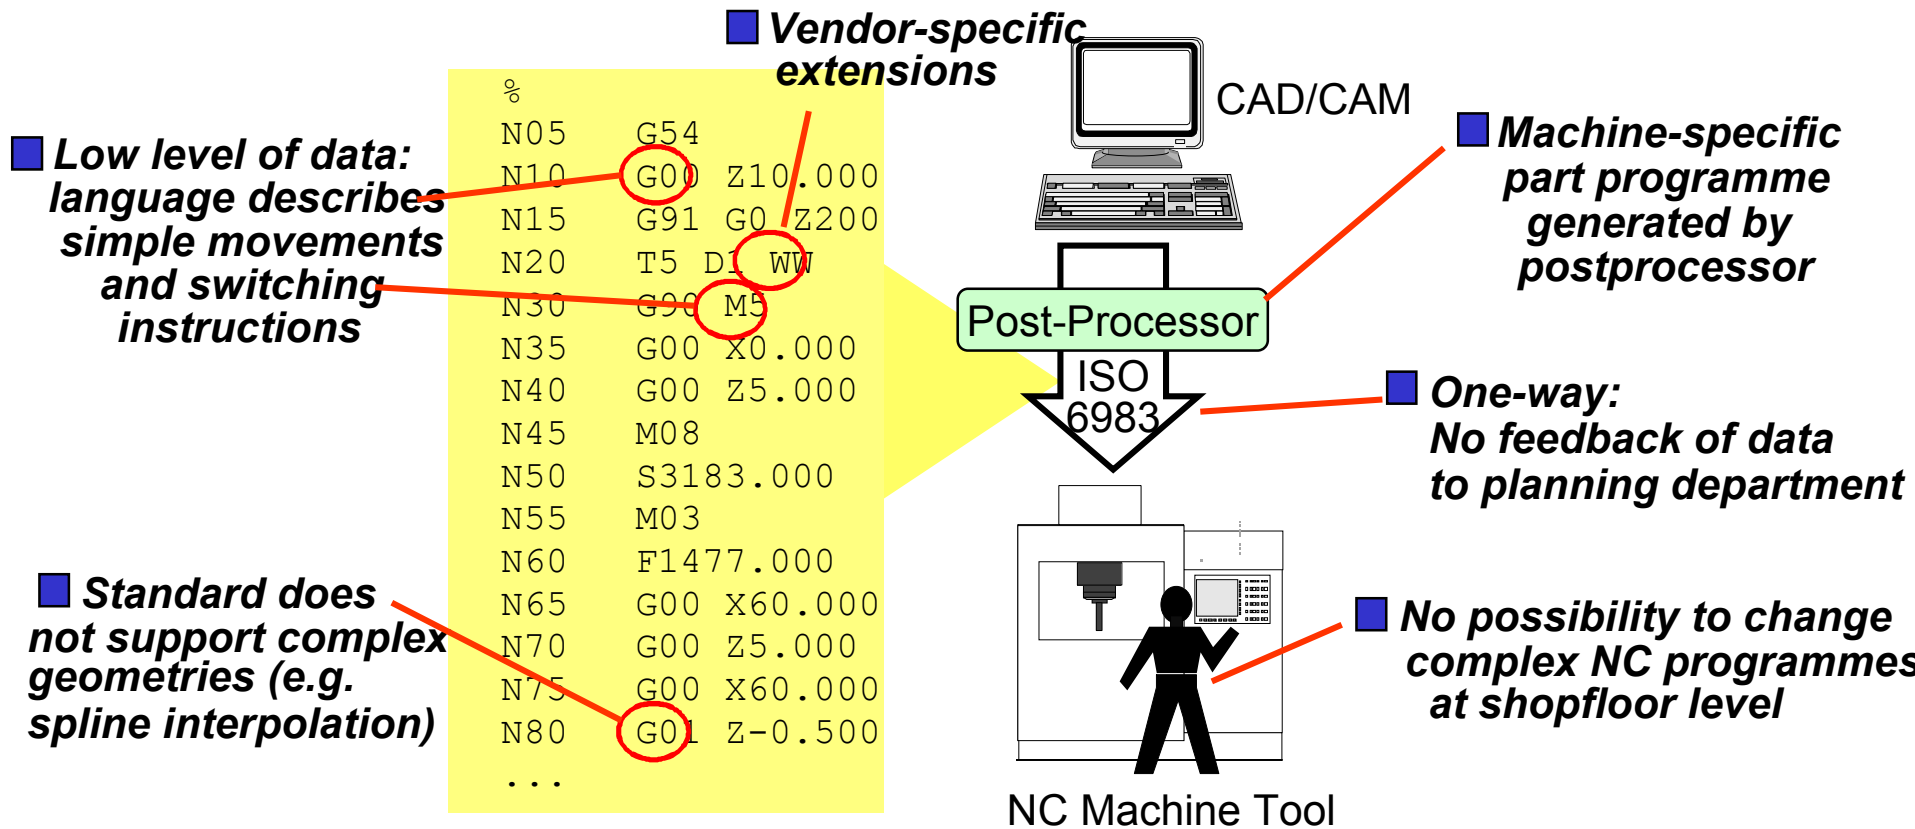 Vendor-specific
extensions
Low level of data:
language describes
simple movements
and switching
instructions
Standard does
not support complex
geometries (e.g.
spline interpolation)
%
N05 G54
N10 G00 Z10.000
N15 G91 G0 Z200
N20 T5 D1 WW
N30 G90 M5
N35 G00 X0.000
N40 G00 Z5.000
N45 M08
N50 S3183.000
N55 M03
N60 F1477.000
N65 G00 X60.000
N70 G00 Z5.000
N75 G00 X60.000
N80 G01 Z-0.500
...
CAD/CAM
Post-Processor
ISO
6983
NC Machine Tool
Machine-specific
part programme
generated by
postprocessor
One-way:
No feedback of data
to planning department
No possibility to change
complex NC programmes
at shopfloor level